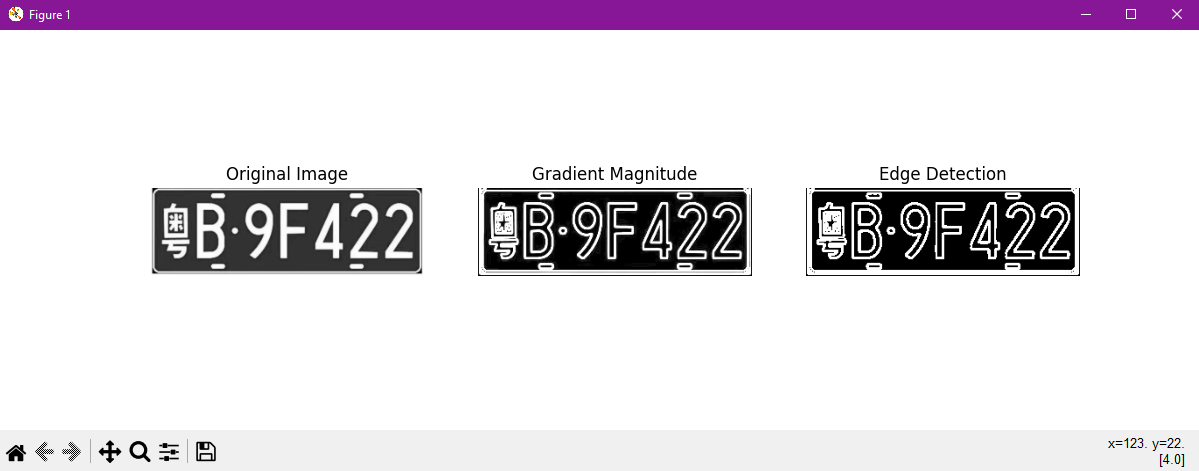 Figure 1
Original Image
Gradient Magnitude
Edge Detection
粤B·9F422
粤B·9F422
粤B·9F422
x=123. y=22.
[4.0]